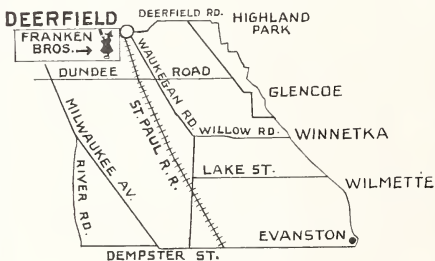 DEERFIELD
DEERFIELD RD.
HIGHLAND
PARK
FRANKEN
BROS.→
DUNDEE ROAD
WAUKEGAN RD.
GLENCOE
MILWAUKEE AV.
ST. PAUL R.R.
WILLOW RD.
WINNETKA
RIVER RD.
LAKE ST.
WILMETTE
EVANSTON
DEMPSTER ST.